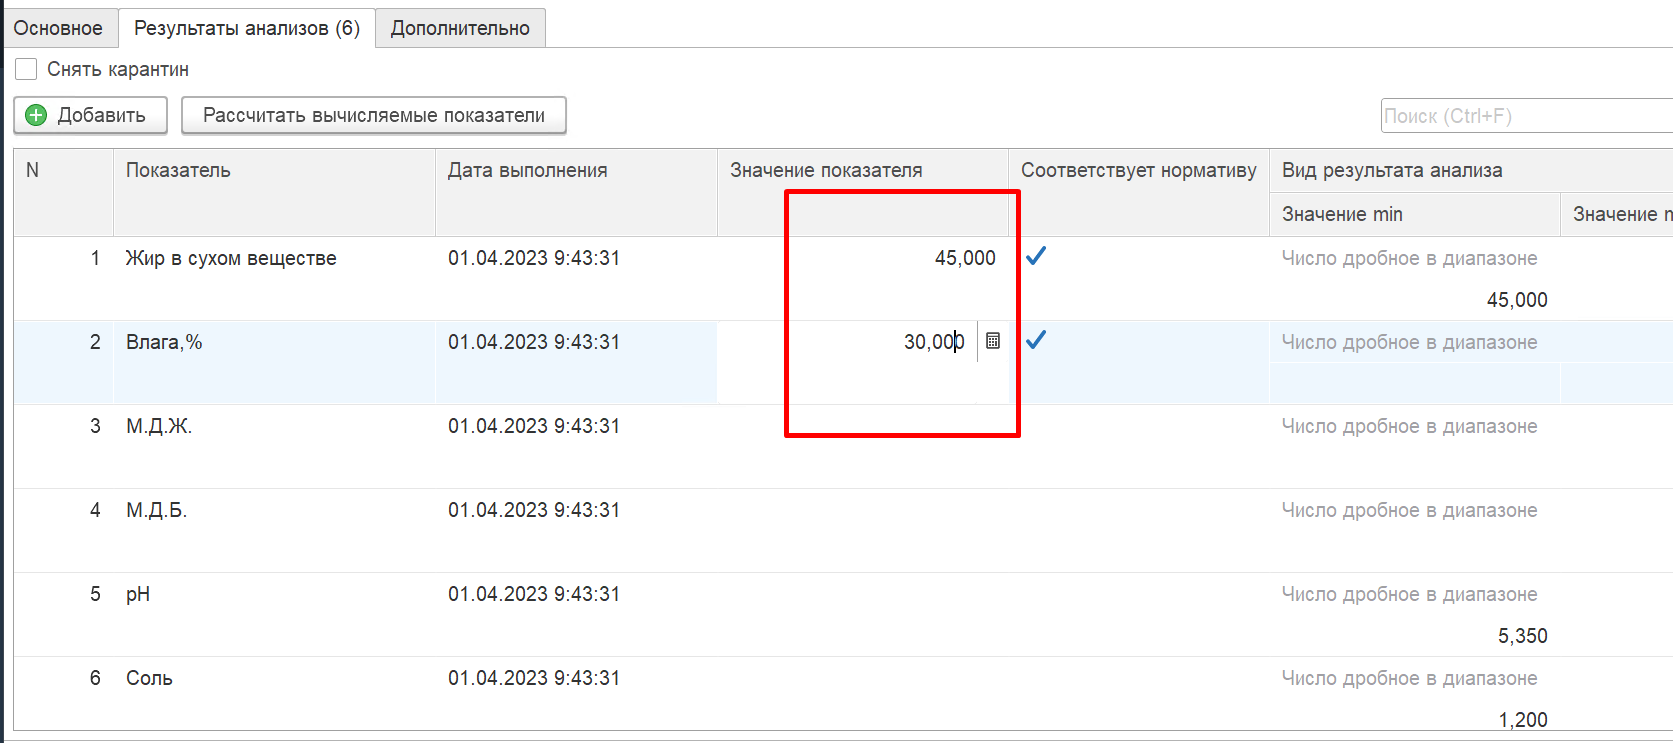 Основное Результаты анализов (6) Дополнительно
Снять карантин
Добавить Рассчитать вычисляемые показатели Поиск (Ctrl+F)
N Показатель Дата выполнения Значение показателя Соответствует нормативу Вид результата анализа
Значение min Значение m
1 Жир в сухом веществе 01.04.2023 9:43:31 45,000 Число дробное в диапазоне
45,000
2 Влага,% 01.04.2023 9:43:31 30,000 Число дробное в диапазоне
3 М.Д.Ж. 01.04.2023 9:43:31 Число дробное в диапазоне
4 М.Д.Б. 01.04.2023 9:43:31 Число дробное в диапазоне
5 pH 01.04.2023 9:43:31 Число дробное в диапазоне
5,350
6 Соль 01.04.2023 9:43:31 Число дробное в диапазоне
1,200